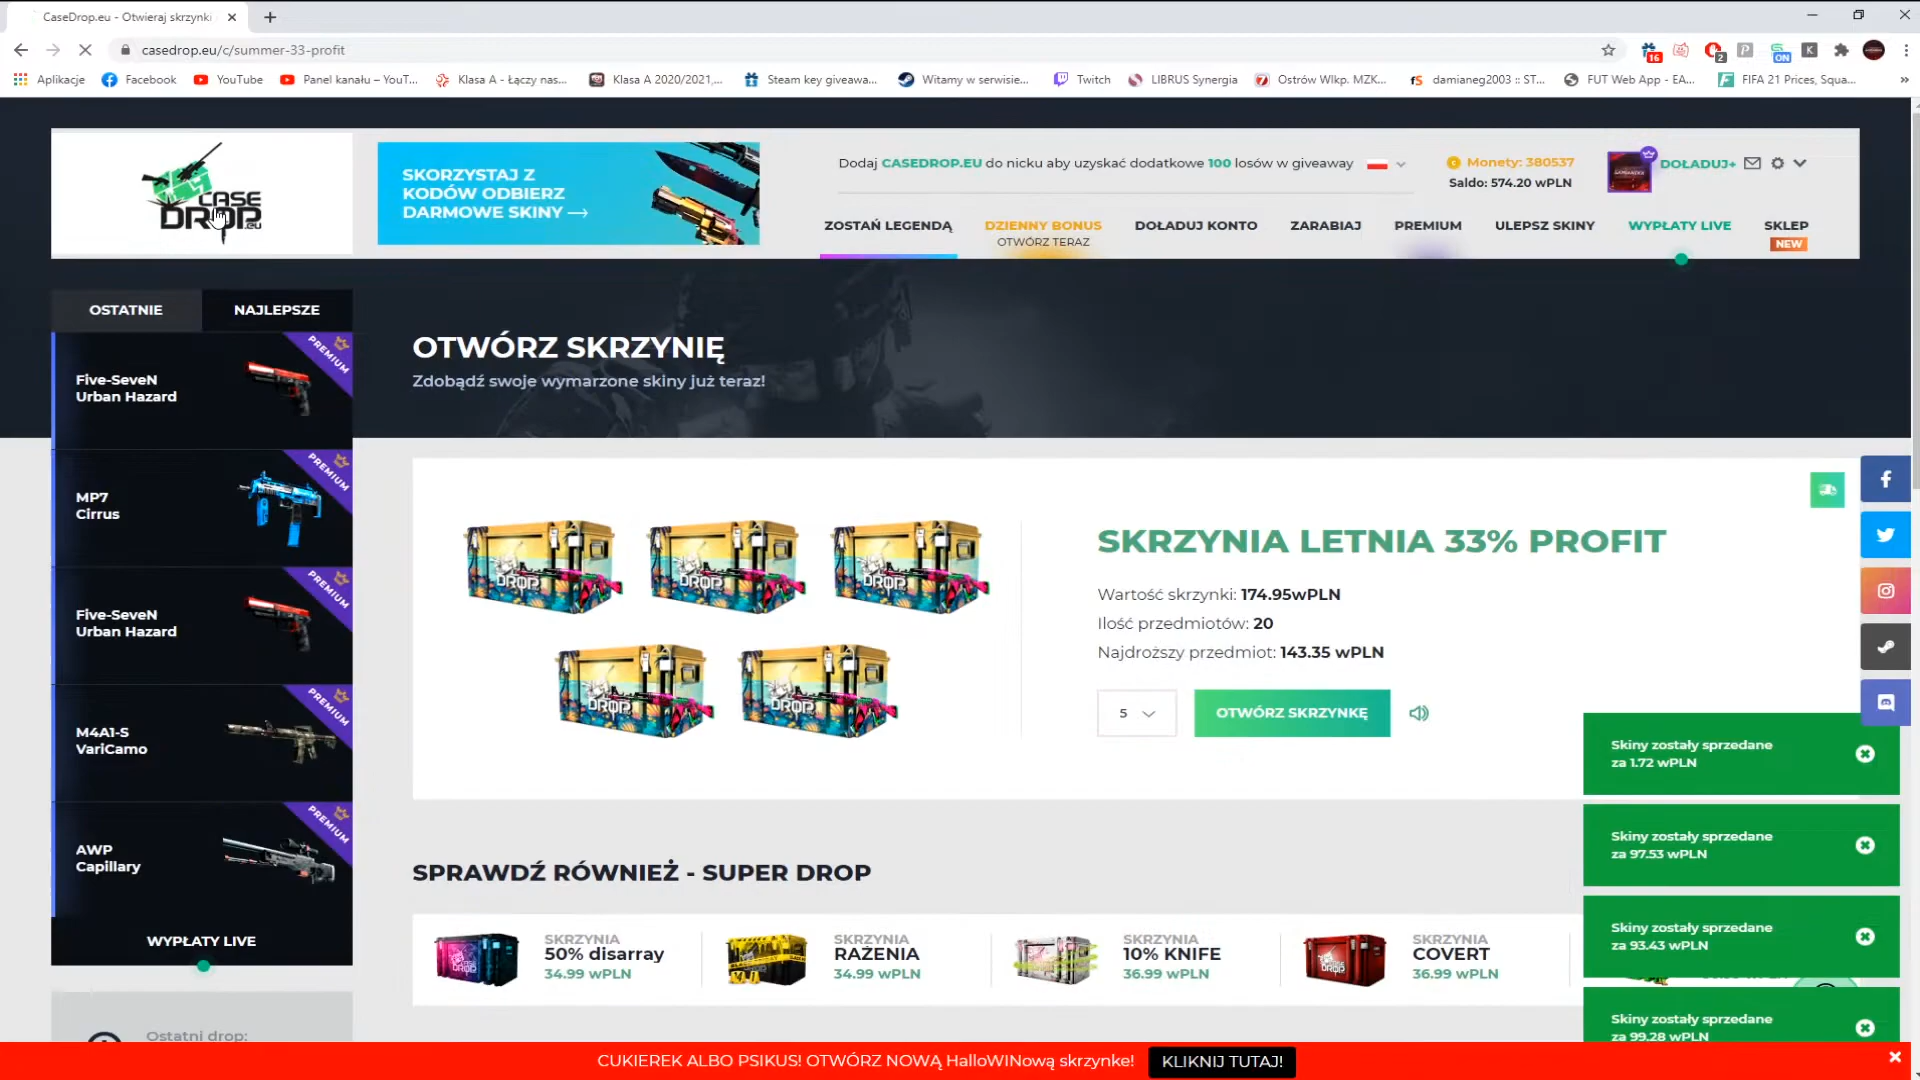 CaseDrop.eu - Otwieraj skrzynki
casedrop.eu/c/summer-33-profit
16
2
ON
Aplikacje
Facebook
YouTube
Panel kanału – YouT...
Klasa A - Łączy nas...
Klasa A 2020/2021,...
Steam key giveawa...
Witamy w serwisie...
Twitch
LIBRUS Synergia
Ostrów Wlkp. MZK...
damianeg2003 :: ST...
FUT Web App - EA...
FIFA 21 Prices, Squa...
CASE
DROP.EU
SKORZYSTAJ Z
KODÓW ODBIERZ
DARMOWE SKINY
Dodaj CASEDROP.EU do nicku aby uzyskać dodatkowe 100 losów w giveaway
Monety: 380537
Saldo: 574.20 wPLN
DOŁADUJ+
ZOSTAŃ LEGENDĄ
DZIENNY BONUS
OTWÓRZ TERAZ
DOŁADUJ KONTO
ZARABIAJ
PREMIUM
ULEPSZ SKINY
WYPŁATY LIVE
SKLEP
NEW
OSTATNIE
NAJLEPSZE
Five-SeveN
Urban Hazard
PREMIUM
MP7
Cirrus
PREMIUM
Five-SeveN
Urban Hazard
PREMIUM
M4A1-S
VariCamo
PREMIUM
AWP
Capillary
PREMIUM
WYPŁATY LIVE
Ostatni drop:
OTWÓRZ SKRZYNIĘ
Zdobądź swoje wymarzone skiny już teraz!
DROP
DROP
DROP
DROP
DROP
SKRZYNIA LETNIA 33% PROFIT
Wartość skrzynki: 174.95wPLN
Ilość przedmiotów: 20
Najdroższy przedmiot: 143.35 wPLN
5
OTWÓRZ SKRZYNKĘ
SPRAWDŹ RÓWNIEŻ - SUPER DROP
SKRZYNIA
50% disarray
34.99 wPLN
SKRZYNIA
RAŻENIA
34.99 wPLN
SKRZYNIA
10% KNIFE
36.99 wPLN
SKRZYNIA
COVERT
36.99 wPLN
Skiny zostały sprzedane
za 1.72 wPLN
Skiny zostały sprzedane
za 97.53 wPLN
Skiny zostały sprzedane
za 93.43 wPLN
Skiny zostały sprzedane
za 99.28 wPLN
CUKIEREK ALBO PSIKUS! OTWÓRZ NOWĄ HalloWINową skrzynke!
KLIKNIJ TUTAJ!